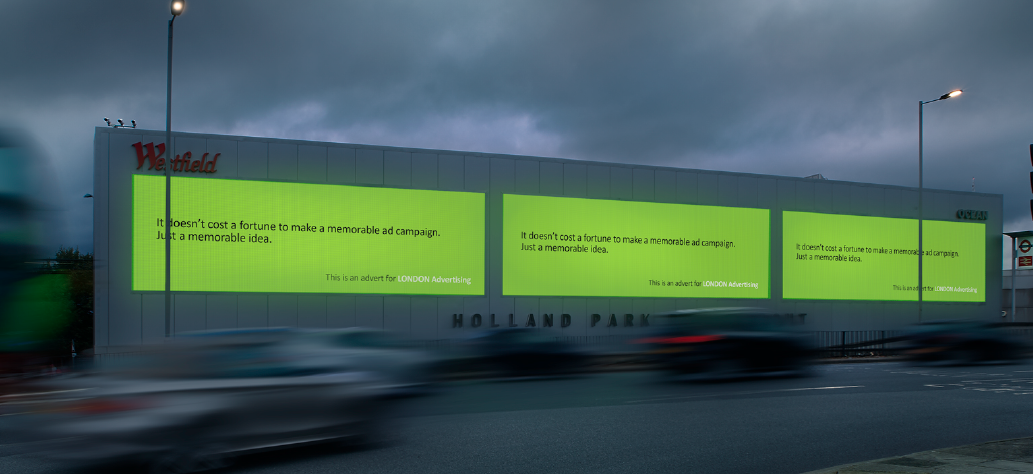 Westfield
OCEAN
It doesn't cost a fortune to make a memorable ad campaign.
Just a memorable idea.
This is an advert for LONDON Advertising
It doesn't cost a fortune to make a memorable ad campaign.
Just a memorable idea.
This is an advert for LONDON Advertising
It doesn't cost a fortune to make a memorable ad campaign.
Just a memorable idea.
This is an advert for LONDON Advertising
HOLLAND PARK